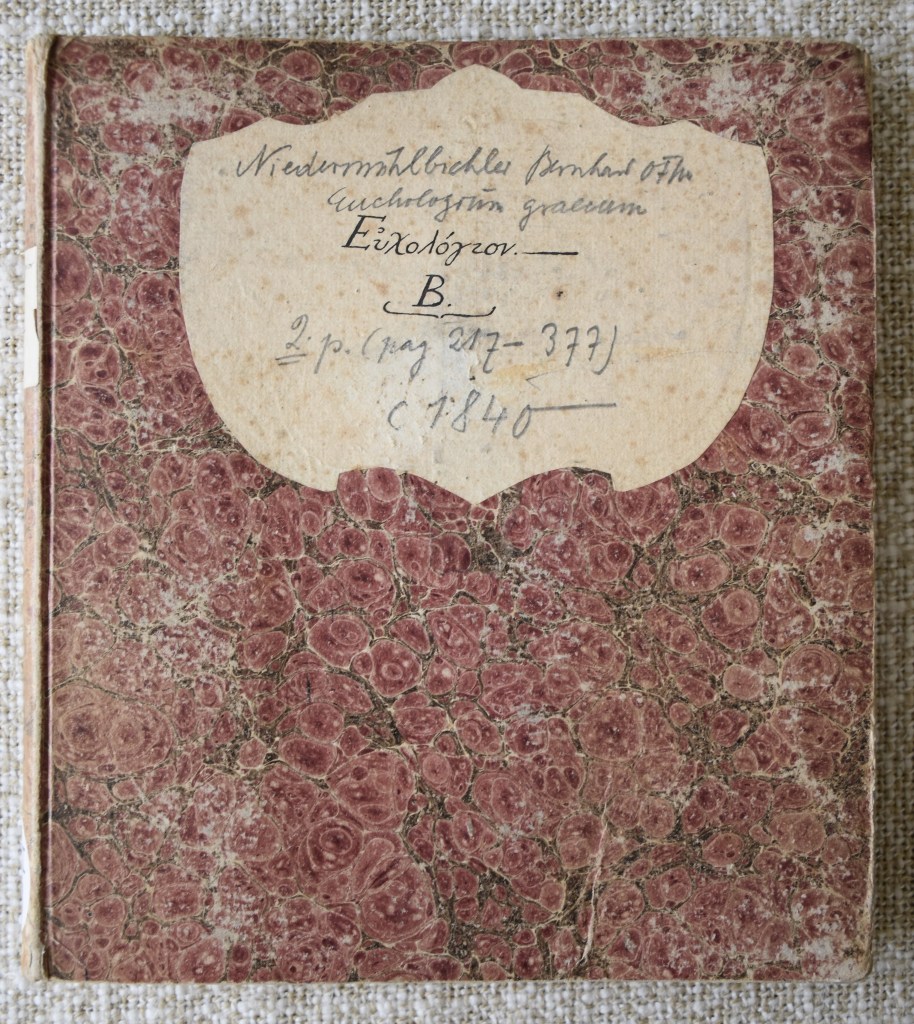 Niedermühlbichler Bernhard OFM
Euchologium graecum
Εὐχολόγιον.—
B.
2. p. (pag 217–377)
c 1840—